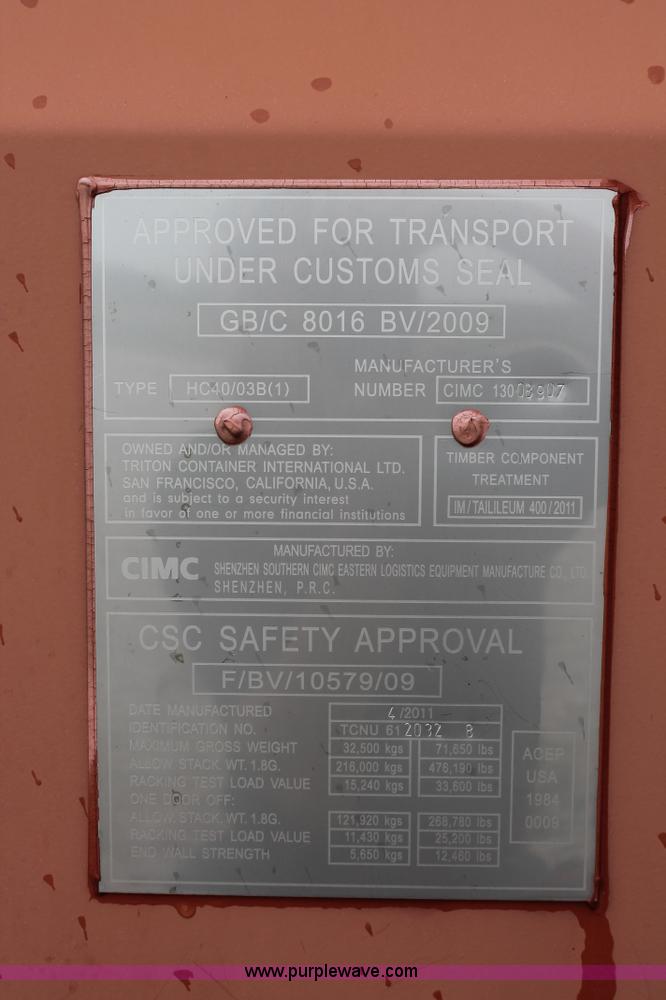 APPROVED FOR TRANSPORT
UNDER CUSTOMS SEAL
GB/C 8016 BV/2009
MANUFACTURER'S
TYPE HC40/03B(1) NUMBER CIMC 13003907
OWNED AND/OR MANAGED BY:
TRITON CONTAINER INTERNATIONAL LTD.
SAN FRANCISCO, CALIFORNIA, U.S.A.
and is subject to a security interest
in favor of one or more financial institutions
TIMBER COMPONENT
TREATMENT
IM/TAILILEUM 400/2011
MANUFACTURED BY:
CIMC SHENZHEN SOUTHERN CIMC EASTERN LOGISTICS EQUIPMENT MANUFACTURE CO., LTD.
SHENZHEN, P.R.C.
CSC SAFETY APPROVAL
F/BV/10579/09
DATE MANUFACTURED 4/2011
IDENTIFICATION NO. TCNU 612032 8
MAXIMUM GROSS WEIGHT 32,500 kgs 71,650 lbs
ALLOW. STACK. WT. 1.8G. 216,000 kgs 476,190 lbs
RACKING TEST LOAD VALUE 15,240 kgs 33,600 lbs
ONE DOOR OFF:
ALLOW. STACK. WT. 1.8G. 121,920 kgs 268,780 lbs
RACKING TEST LOAD VALUE 11,430 kgs 25,200 lbs
END WALL STRENGTH 5,650 kgs 12,460 lbs
ACEP
USA
1984
0009
www.purplewave.com